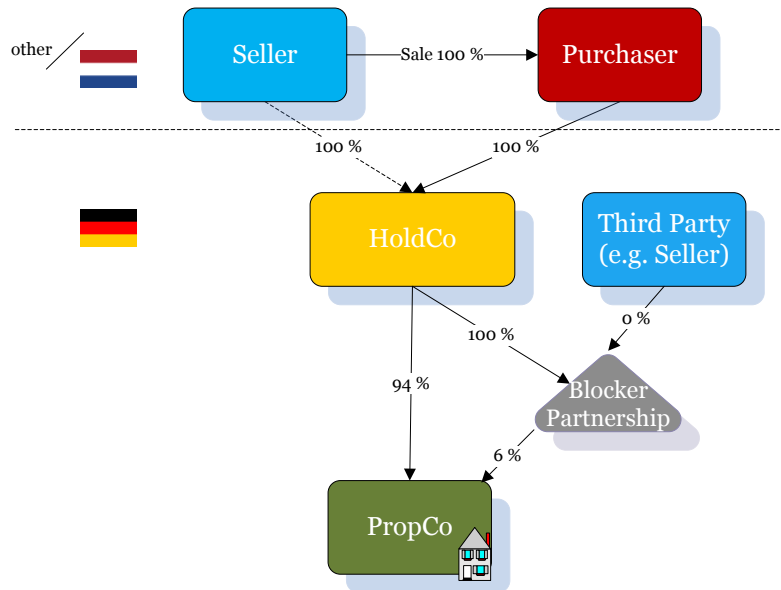 other
Seller
Sale 100 %
Purchaser
100 %
100 %
HoldCo
Third Party
(e.g. Seller)
0 %
100 %
94 %
Blocker
Partnership
6 %
PropCo